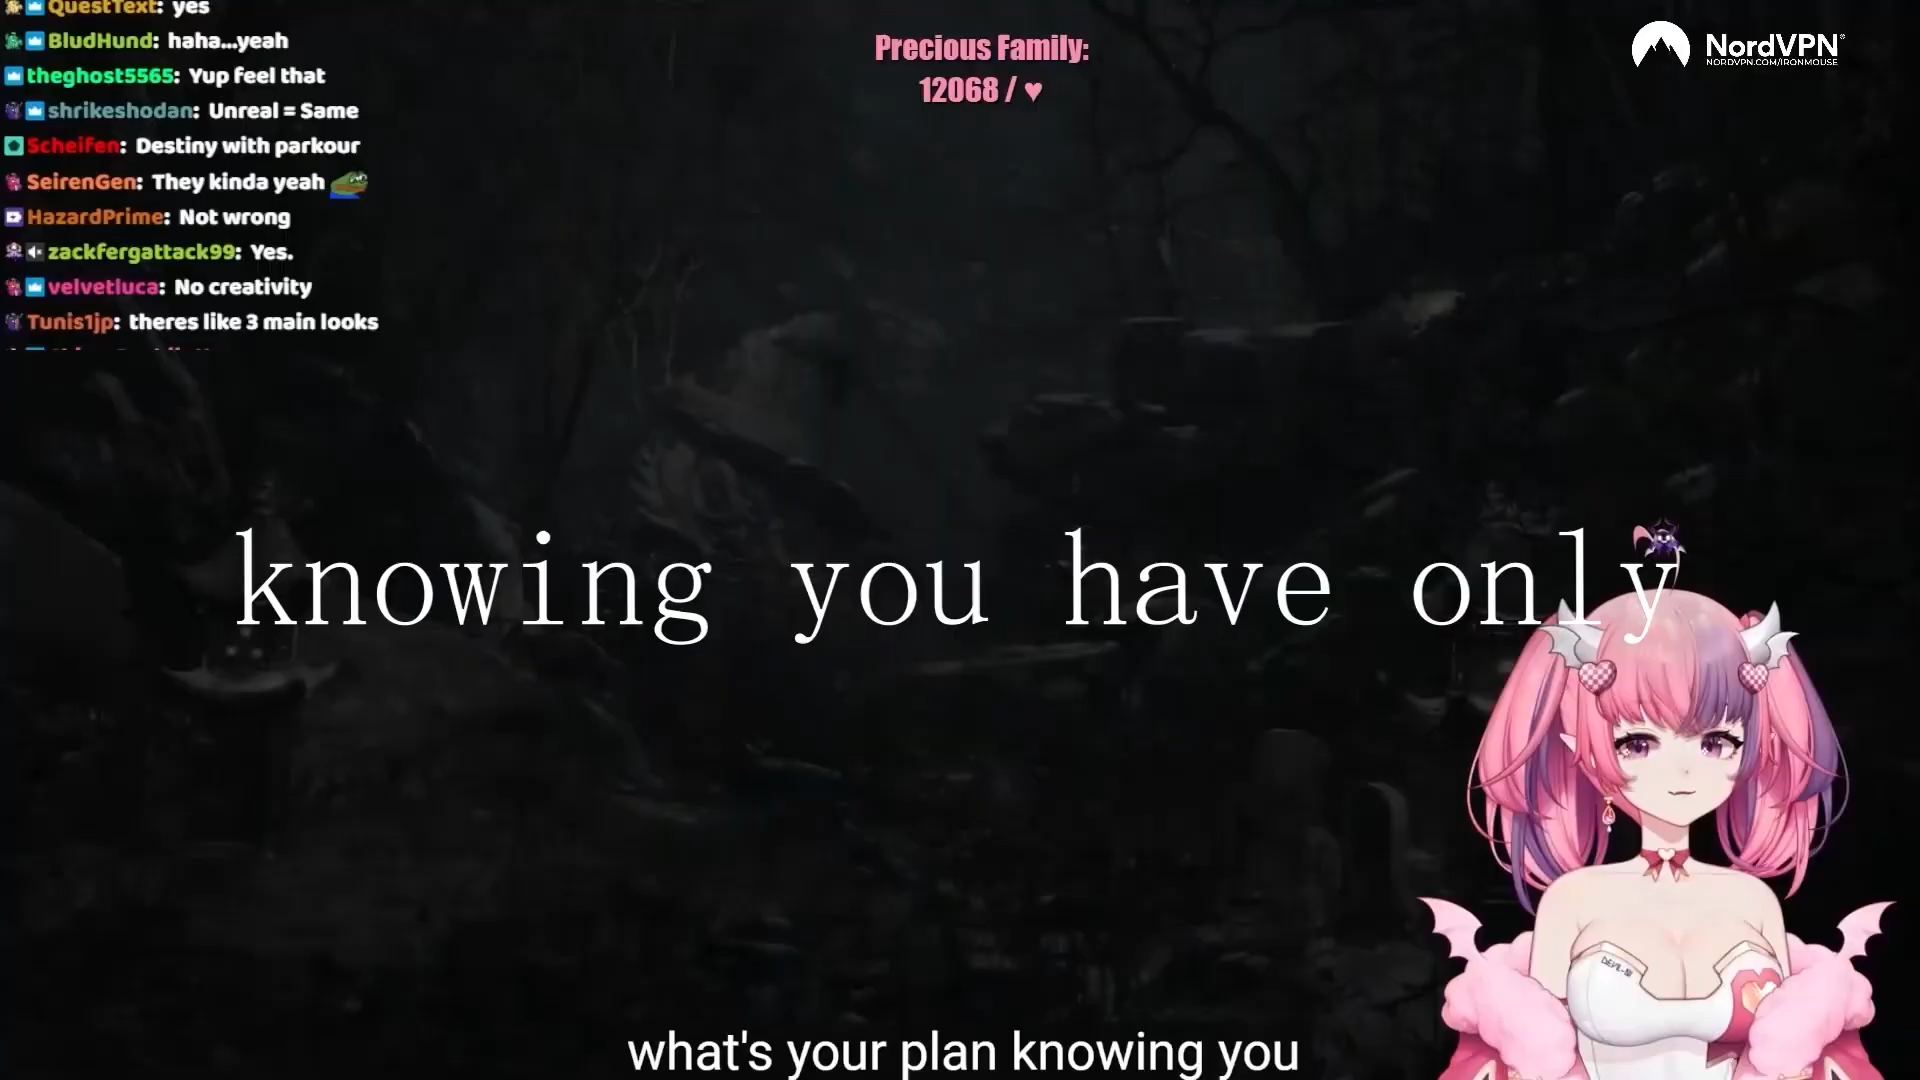 QuestText: yes
BludHund: haha...yeah
theghost5565: Yup feel that
shrikeshodan: Unreal = Same
Scheifen: Destiny with parkour
SeirenGen: They kinda yeah
HazardPrime: Not wrong
zackfergattack99: Yes.
velvetluca: No creativity
Tunis1jp: theres like 3 main looks
Precious Family:
12068 / ♥
NordVPN®
NORDVPN.COM/IRONMOUSE
knowing you have only
what's your plan knowing you